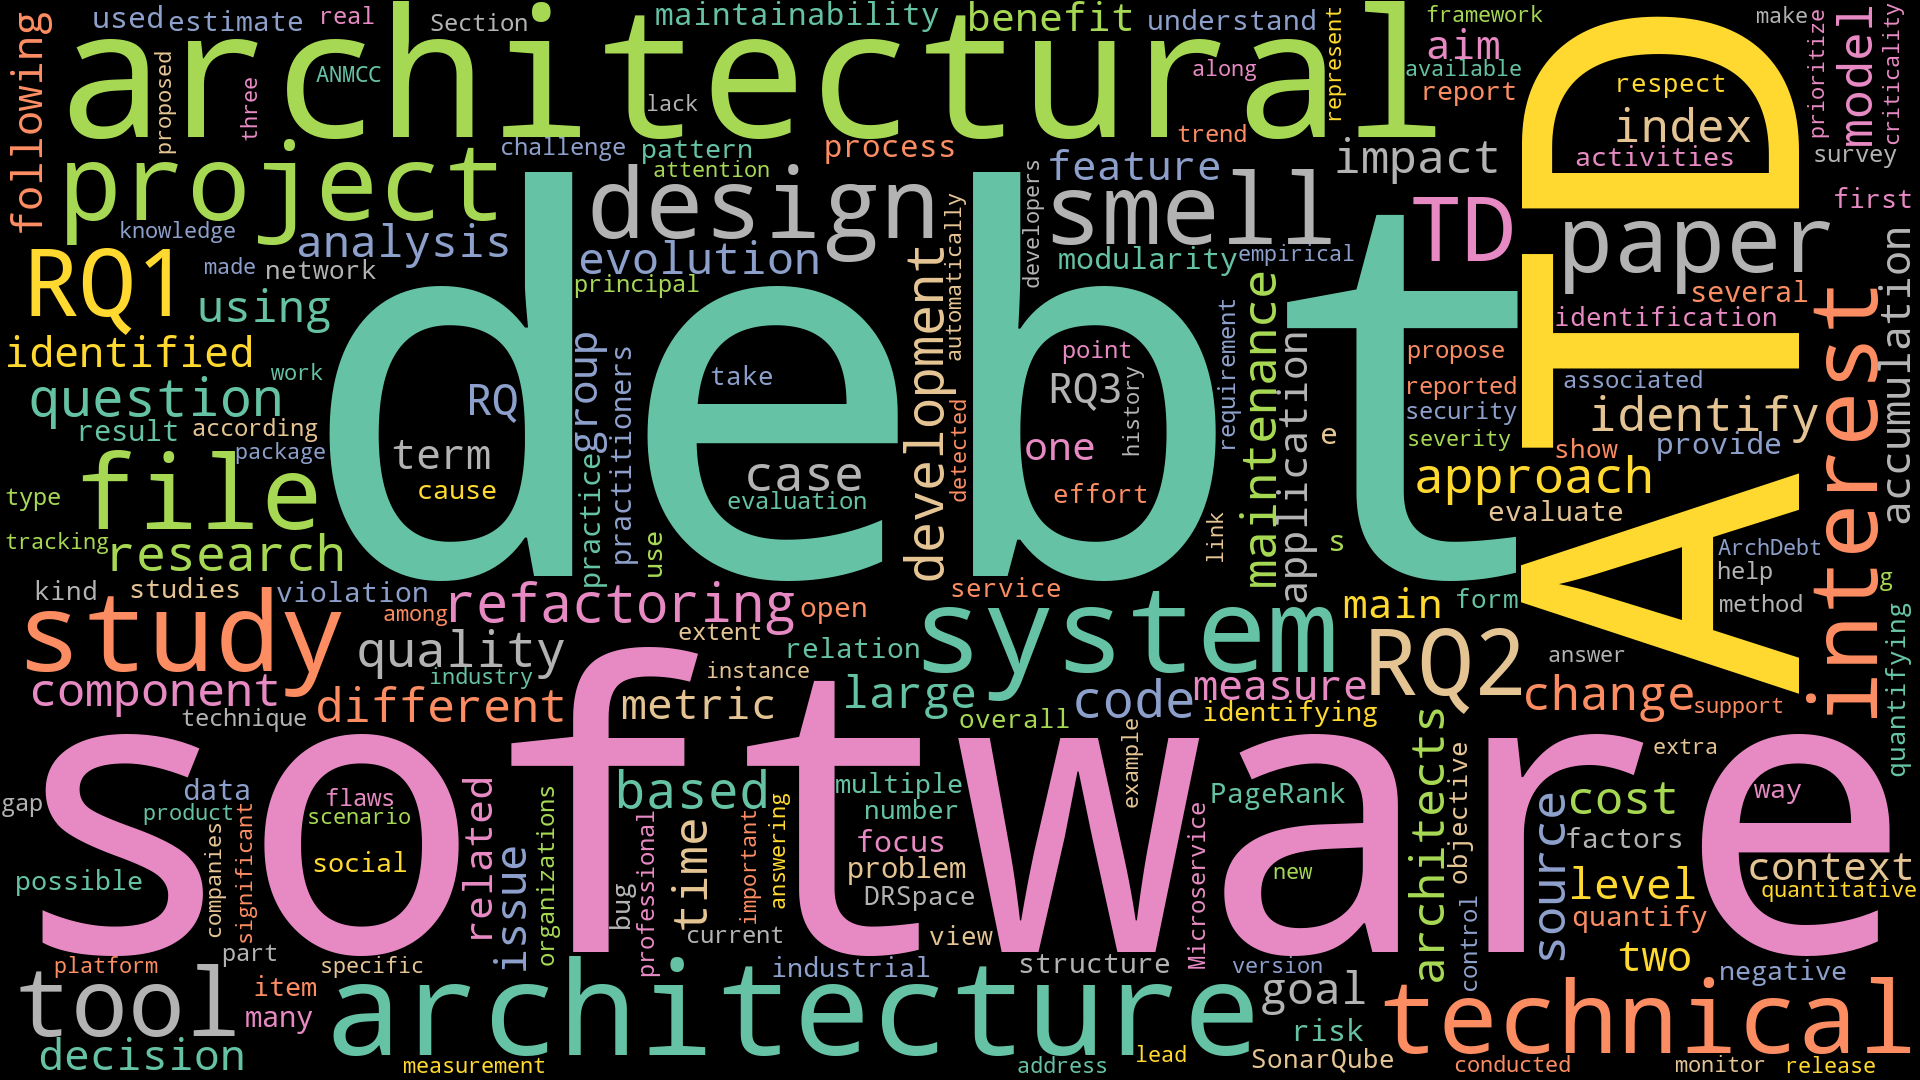 following
used
estimate
real
Section
maintainability
benefit
understand
represent
framework
make
prioritize
model
criticality
architectural
proposed
three
ANMCC
lack
along
aim
available
report
respect
index
activities
survey
first
ATD
challenge
pattern
attention
process
trend
feature
impact
project
design
smell
TD
paper
knowledge
analysis
made
network
evolution
principal
automatically
developers
modularity
empirical
several
identification
accumulation
RQ1
using
identified
question
work
result
according
package
debt
RQ
term
cause
group
practitioners
practice
use
take
case
evaluation
development
detected
point
RQ3
history
one
effort
requirement
link
maintenance
application
e
s
propose
reported
security
severity
associated
identify
show
provide
approach
evaluate
interest
file
type
tracking
research
kind
studies
violation
among
refactoring
open
service
main
form
ArchDebt
help
method
g
quantifying
study
quality
industry
extent
instance
relation
system
RQ2
answer
component
technique
different
metric
large
overall
code
measure
identifying
change
support
software
gap
data
product
companies
significant
flaws
scenario
social
possible
part
related
issue
organizations
based
bug
professional
time
important
answering
current
multiple
number
focus
problem
DRSpace
view
example
Microservice
PageRank
new
architects
objective
control
source
extra
cost
factors
level
quantify
two
way
context
quantitative
negative
platform
specific
item
many
tool
decision
architecture
industrial
structure
version
goal
risk
SonarQube
technical
measurement
address
lead
conducted
monitor
release